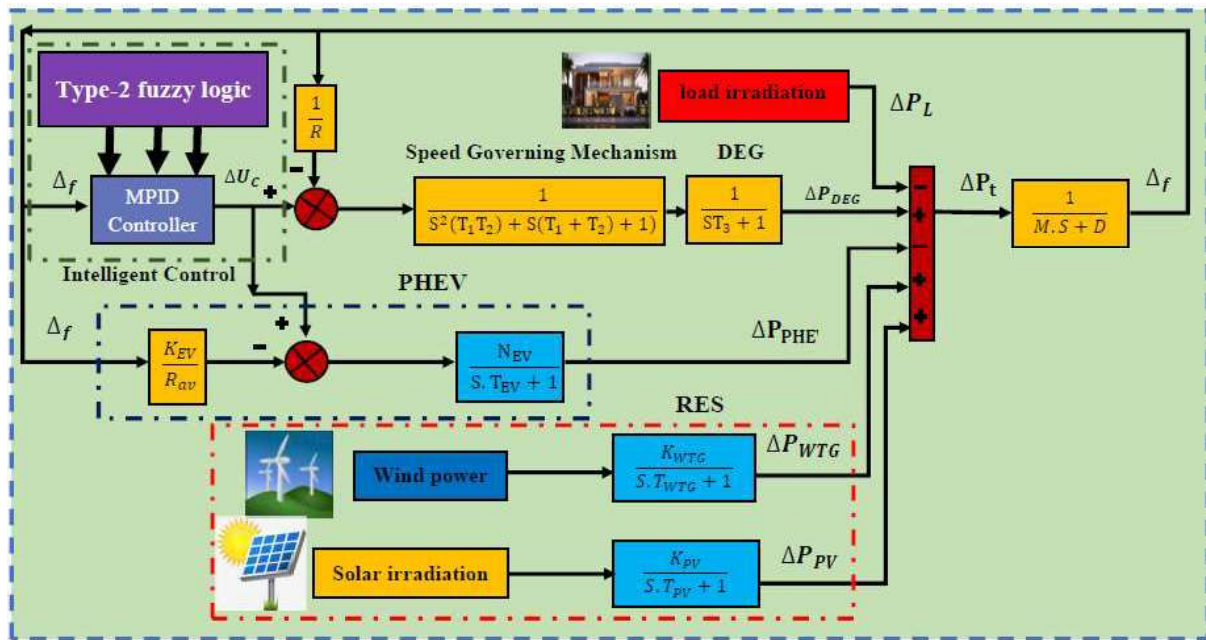 Type-2 fuzzy logic
1
R
load irradiation
ΔP_L
Speed Governing Mechanism
DEG
Δ_f
MPID
Controller
ΔU_C
+
-
1
S²(T₁T₂) + S(T₁ + T₂) + 1)
1
ST₃ + 1
ΔP_DEG
-
+
-
+
+
ΔP_t
1
M.S + D
Δ_f
Intelligent Control
PHEV
Δ_f
K_EV
R_av
-
+
N_EV
S.T_EV + 1
ΔP_PHE'
RES
Wind power
K_WTG
S.T_WTG + 1
ΔP_WTG
Solar irradiation
K_PV
S.T_PV + 1
ΔP_PV